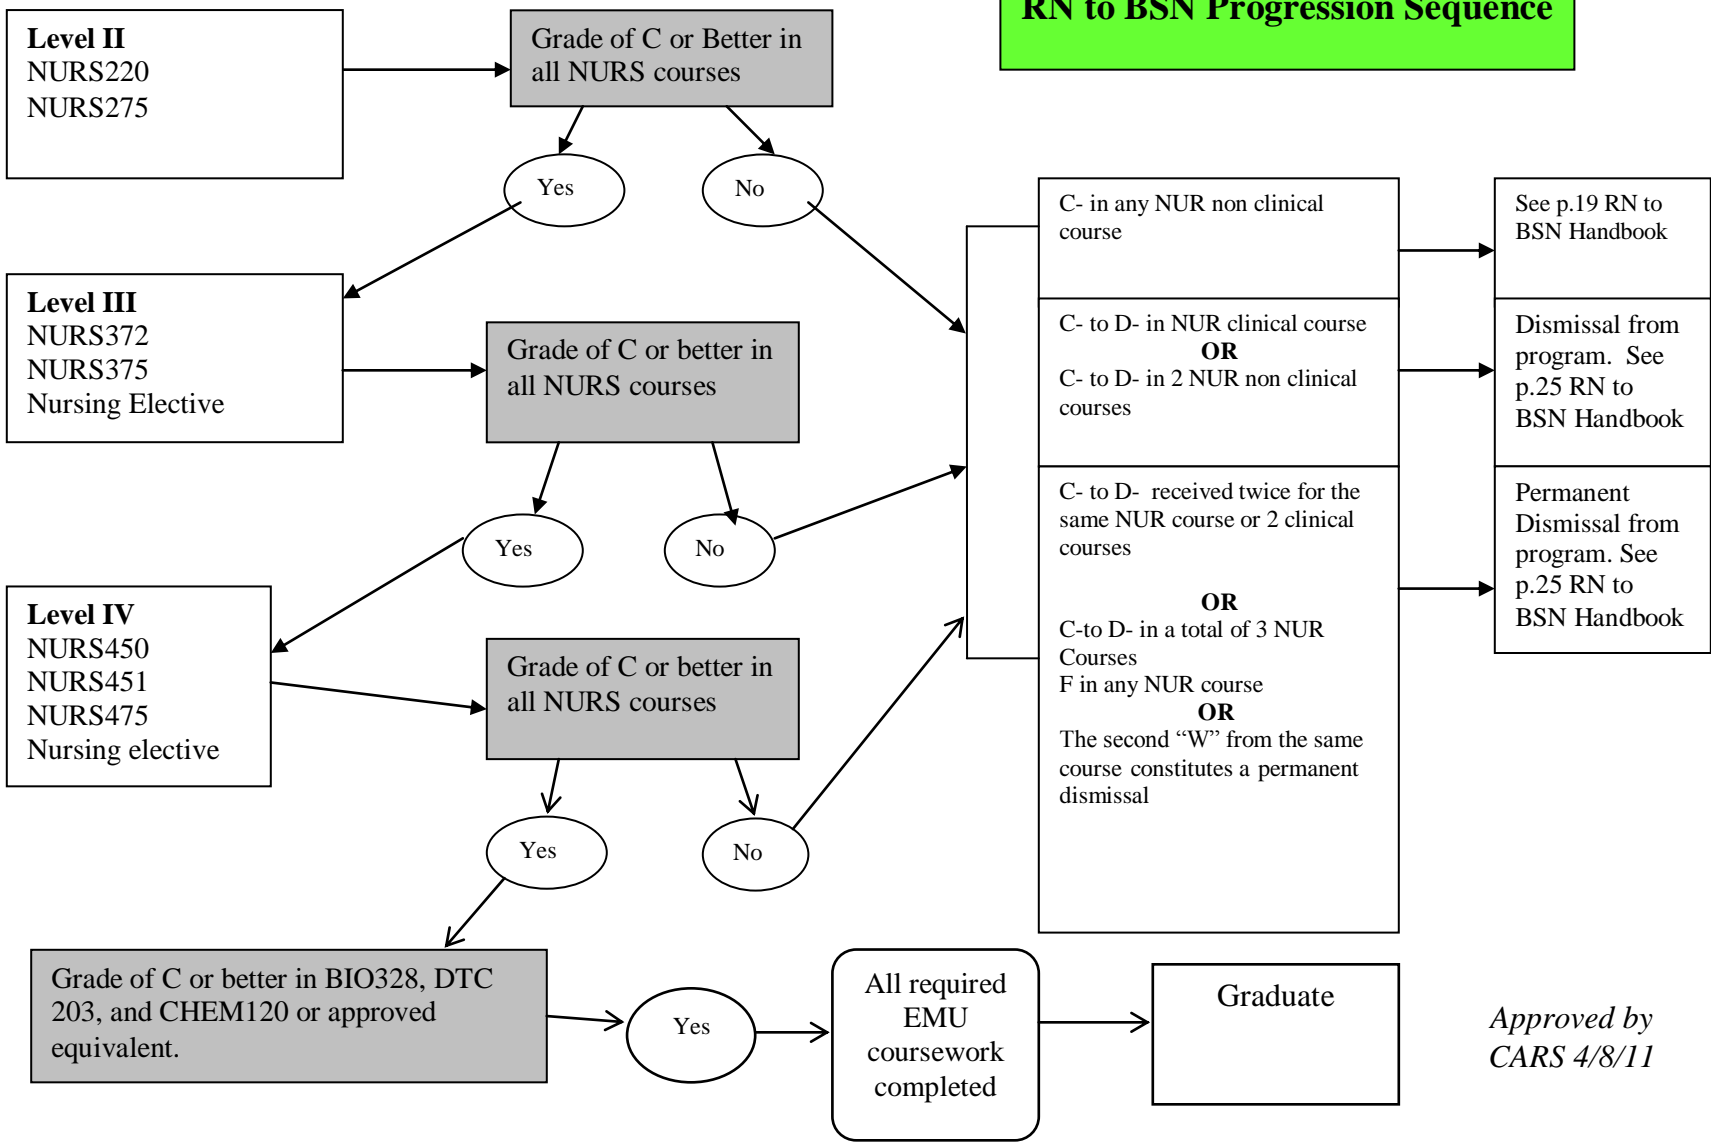 RN to BSN Progression Sequence
Level II
NURS220
NURS275
Grade of C or Better in
all NURS courses
Yes
No
Level III
NURS372
NURS375
Nursing Elective
Grade of C or better in
all NURS courses
Yes
No
Level IV
NURS450
NURS451
NURS475
Nursing elective
Grade of C or better in
all NURS courses
Yes
No
C- in any NUR non clinical
course
See p.19 RN to
BSN Handbook
C- to D- in NUR clinical course
OR
C- to D- in 2 NUR non clinical
courses
Dismissal from
program. See
p.25 RN to
BSN Handbook
C- to D- received twice for the
same NUR course or 2 clinical
courses
OR
C-to D- in a total of 3 NUR
Courses
F in any NUR course
OR
The second “W” from the same
course constitutes a permanent
dismissal
Permanent
Dismissal from
program. See
p.25 RN to
BSN Handbook
Grade of C or better in BIO328, DTC
203, and CHEM120 or approved
equivalent.
Yes
All required
EMU
coursework
completed
Graduate
Approved by
CARS 4/8/11